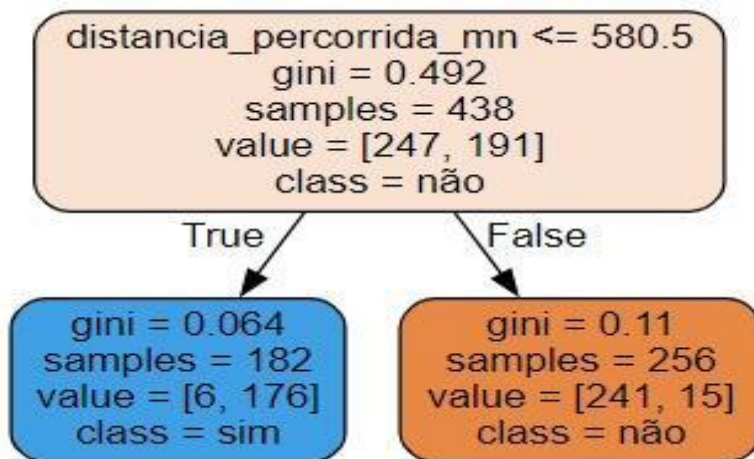 distancia_percorrida_mn <= 580.5
gini = 0.492
samples = 438
value = [247, 191]
class = não
True
False
gini = 0.064
samples = 182
value = [6, 176]
class = sim
gini = 0.11
samples = 256
value = [241, 15]
class = não